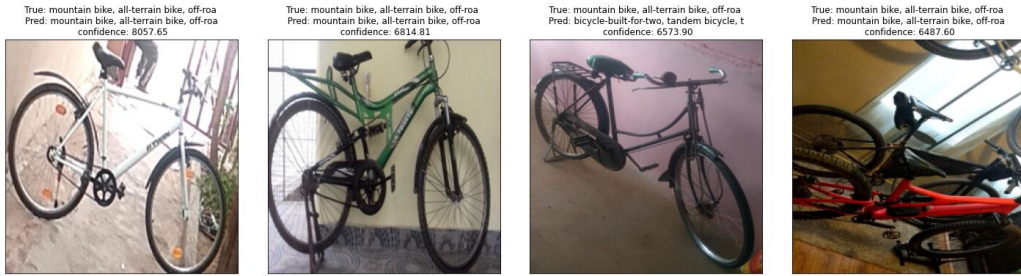 True: mountain bike, all-terrain bike, off-roa
Pred: mountain bike, all-terrain bike, off-roa
confidence: 8057.65
True: mountain bike, all-terrain bike, off-roa
Pred: mountain bike, all-terrain bike, off-roa
confidence: 6814.81
True: mountain bike, all-terrain bike, off-roa
Pred: bicycle-built-for-two, tandem bicycle, t
confidence: 6573.90
True: mountain bike, all-terrain bike, off-roa
Pred: mountain bike, all-terrain bike, off-roa
confidence: 6487.60